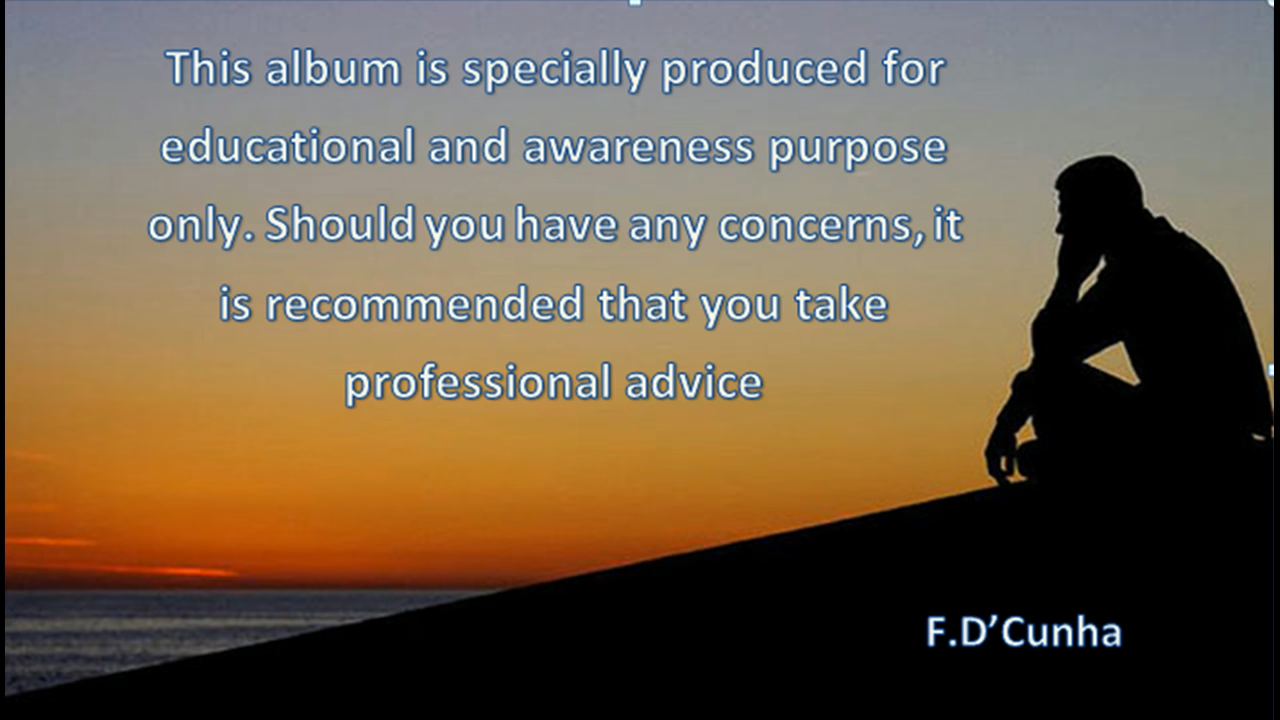 This album is specially produced for
educational and awareness purpose
only. Should you have any concerns, it
is recommended that you take
professional advice
F.D’Cunha